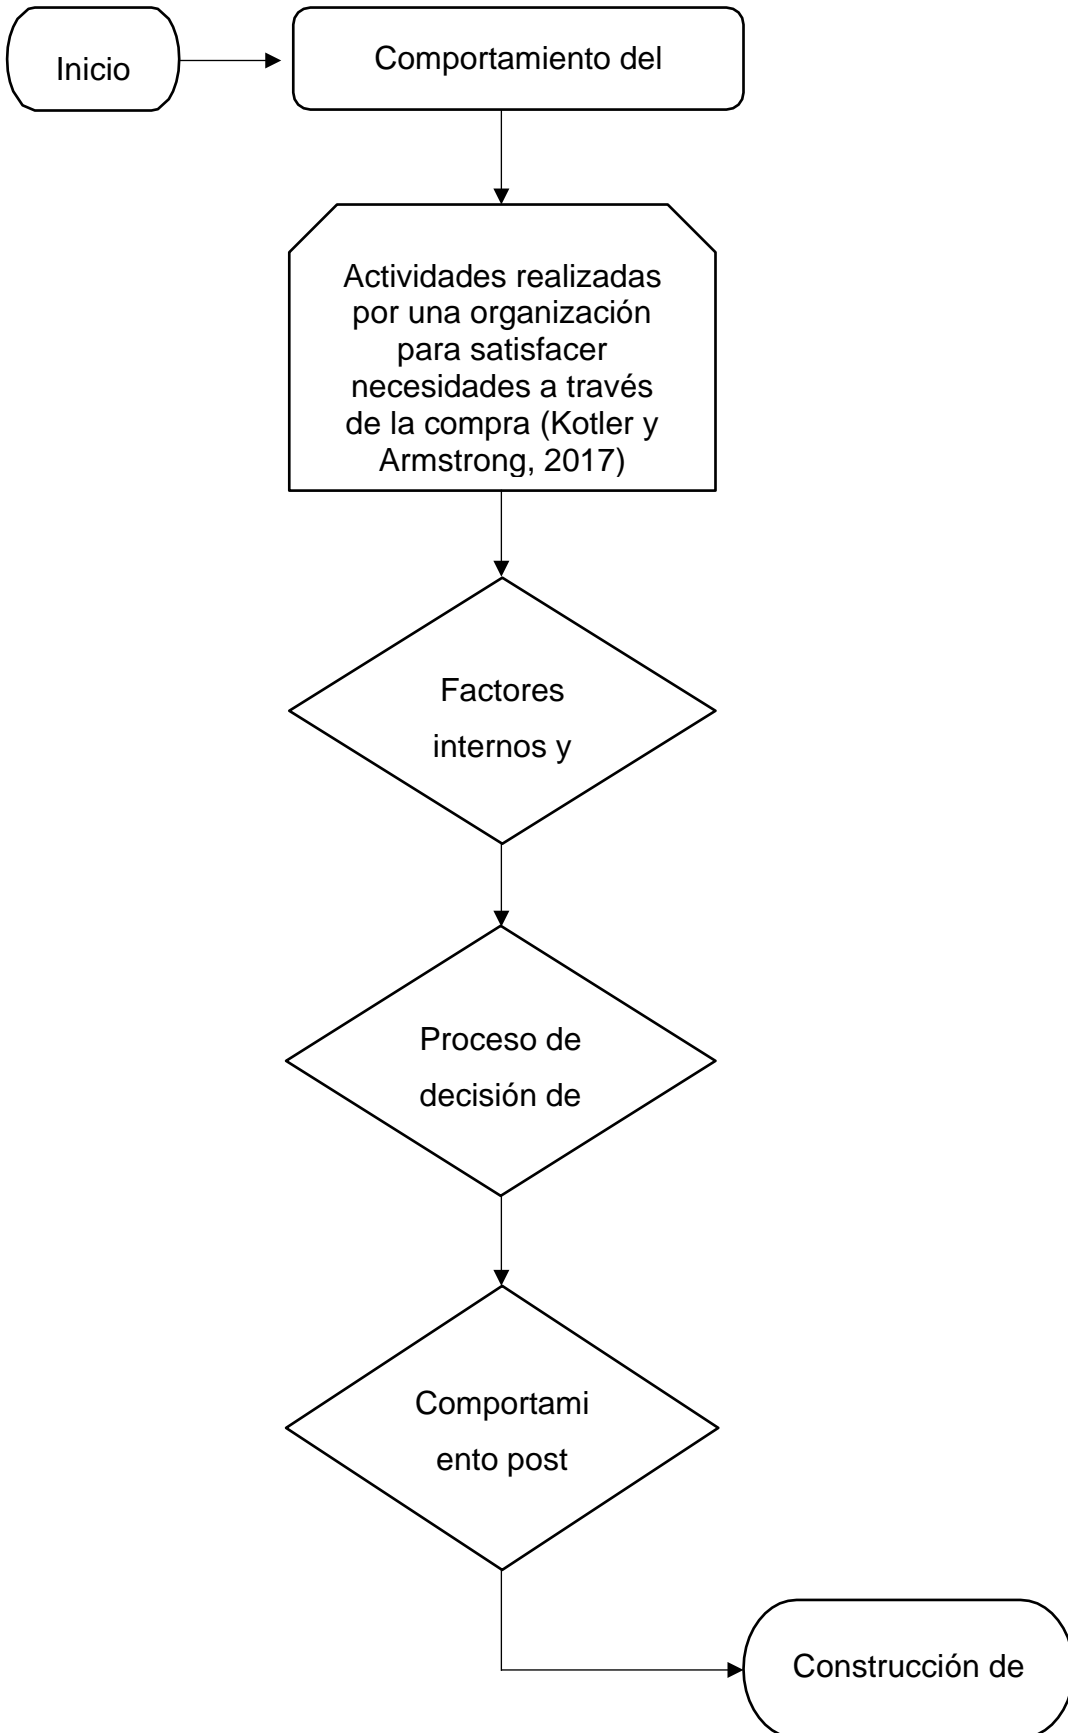 Inicio
Comportamiento del
Actividades realizadas
por una organización
para satisfacer
necesidades a través
de la compra (Kotler y
Armstrong, 2017)
Factores
internos y
Proceso de
decisión de
Comportami
ento post
Construcción de